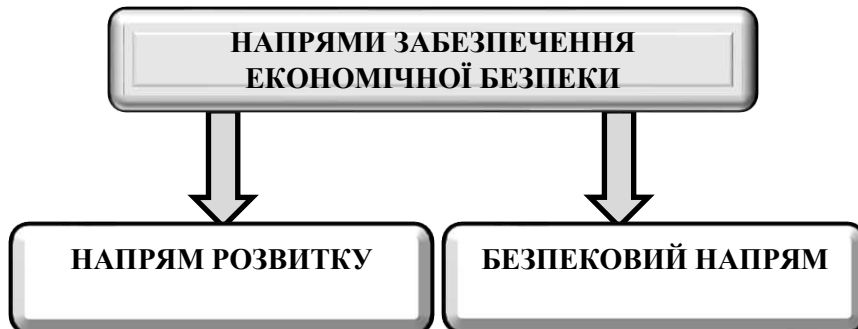 НАПРЯМИ ЗАБЕЗПЕЧЕННЯ
ЕКОНОМІЧНОЇ БЕЗПЕКИ
НАПРЯМ РОЗВИТКУ
БЕЗПЕКОВИЙ НАПРЯМ